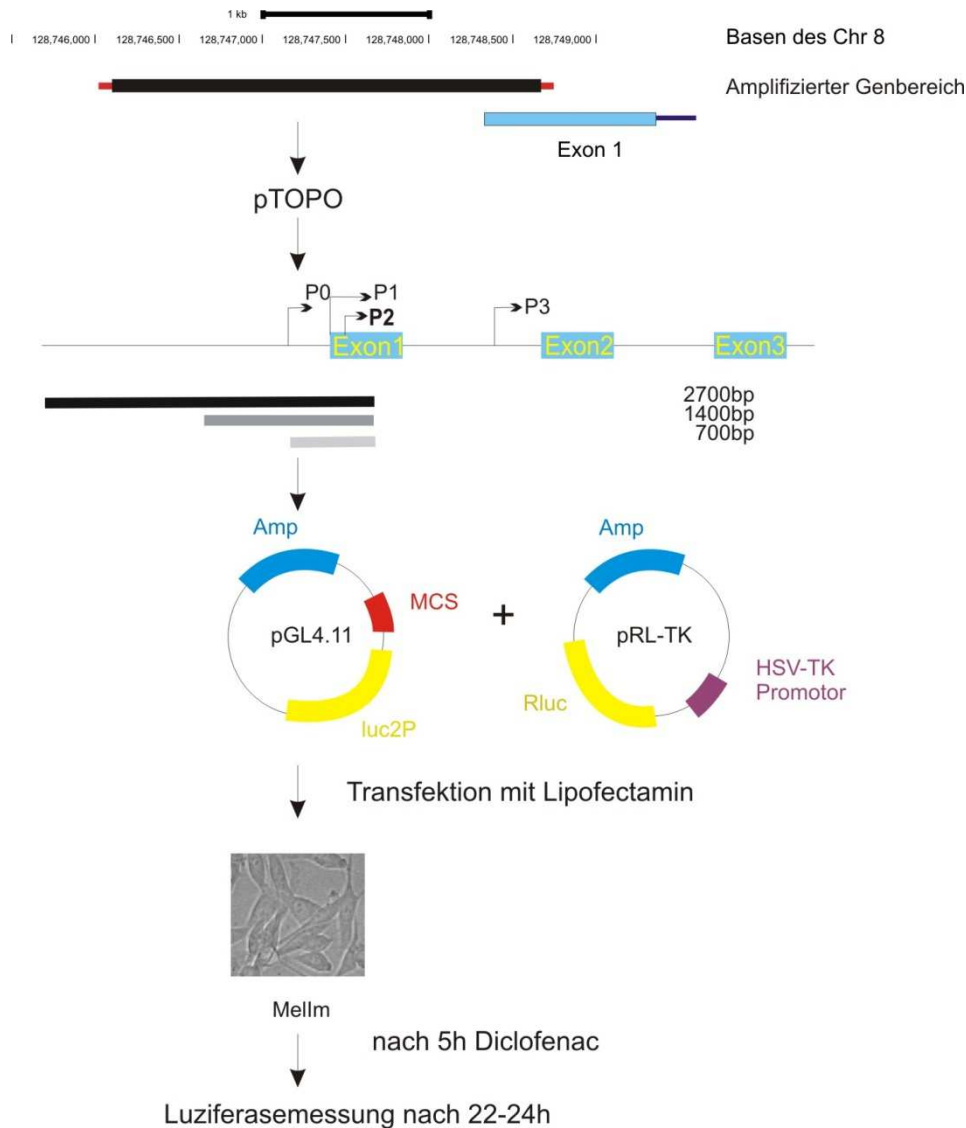 1 kb
128,746,000 128,746,500 128,747,000 128,747,500 128,748,000 128,748,500 128,749,000
Basen des Chr 8
Amplifizierter Genbereich
Exon 1
pTOPO
P0 P1
P2
P3
Exon1 Exon2 Exon3
2700bp
1400bp
700bp
Amp Amp
MCS
pGL4.11 + pRL-TK
HSV-TK
Promotor
Rluc
luc2P
Transfektion mit Lipofectamin
MelIm
nach 5h Diclofenac
Luziferasemessung nach 22-24h